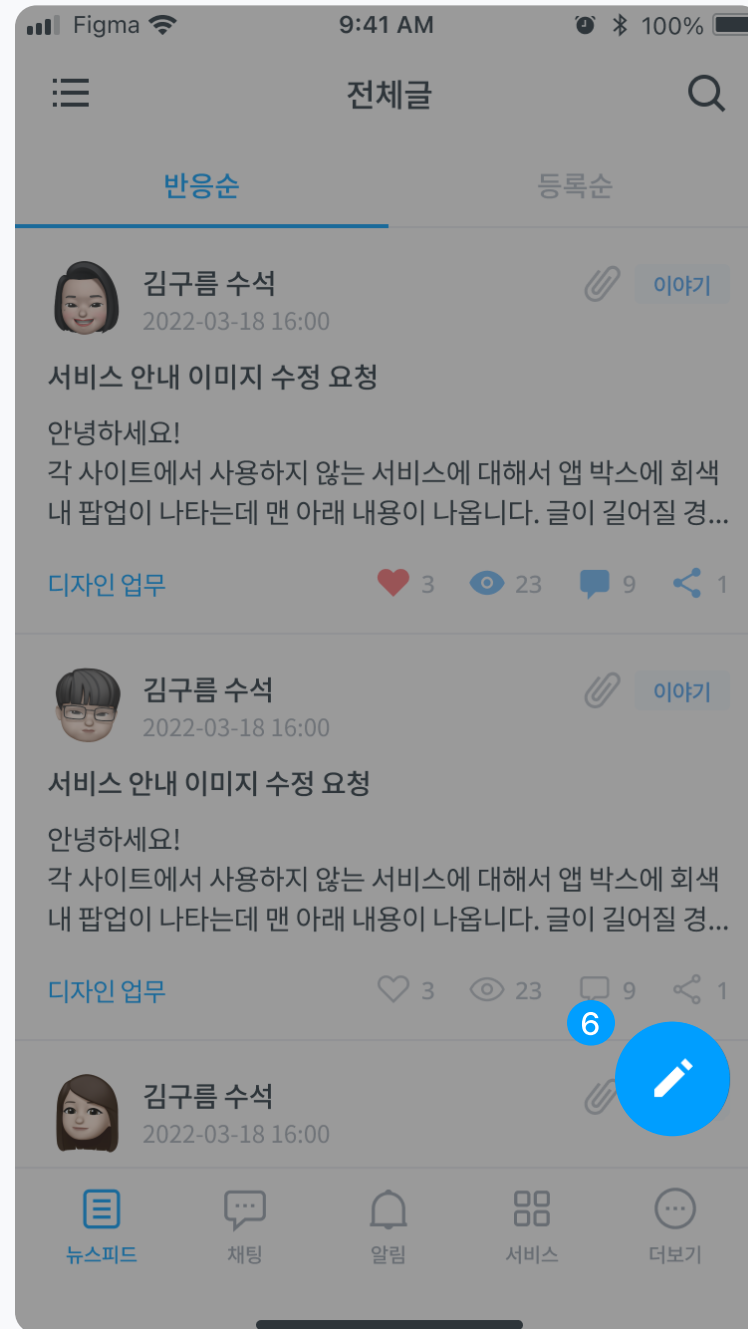 Figma 9:41 AM 100%
전체글
반응순 등록순
김구름 수석 이야기
2022-03-18 16:00
서비스 안내 이미지 수정 요청
안녕하세요!
각 사이트에서 사용하지 않는 서비스에 대해서 앱 박스에 회색
내 팝업이 나타는데 맨 아래 내용이 나옵니다. 글이 길어질 경...
디자인 업무 3 23 9 1
김구름 수석 이야기
2022-03-18 16:00
서비스 안내 이미지 수정 요청
안녕하세요!
각 사이트에서 사용하지 않는 서비스에 대해서 앱 박스에 회색
내 팝업이 나타는데 맨 아래 내용이 나옵니다. 글이 길어질 경...
디자인 업무 3 23 9 1
6
김구름 수석
2022-03-18 16:00
뉴스피드 채팅 알림 서비스 더보기